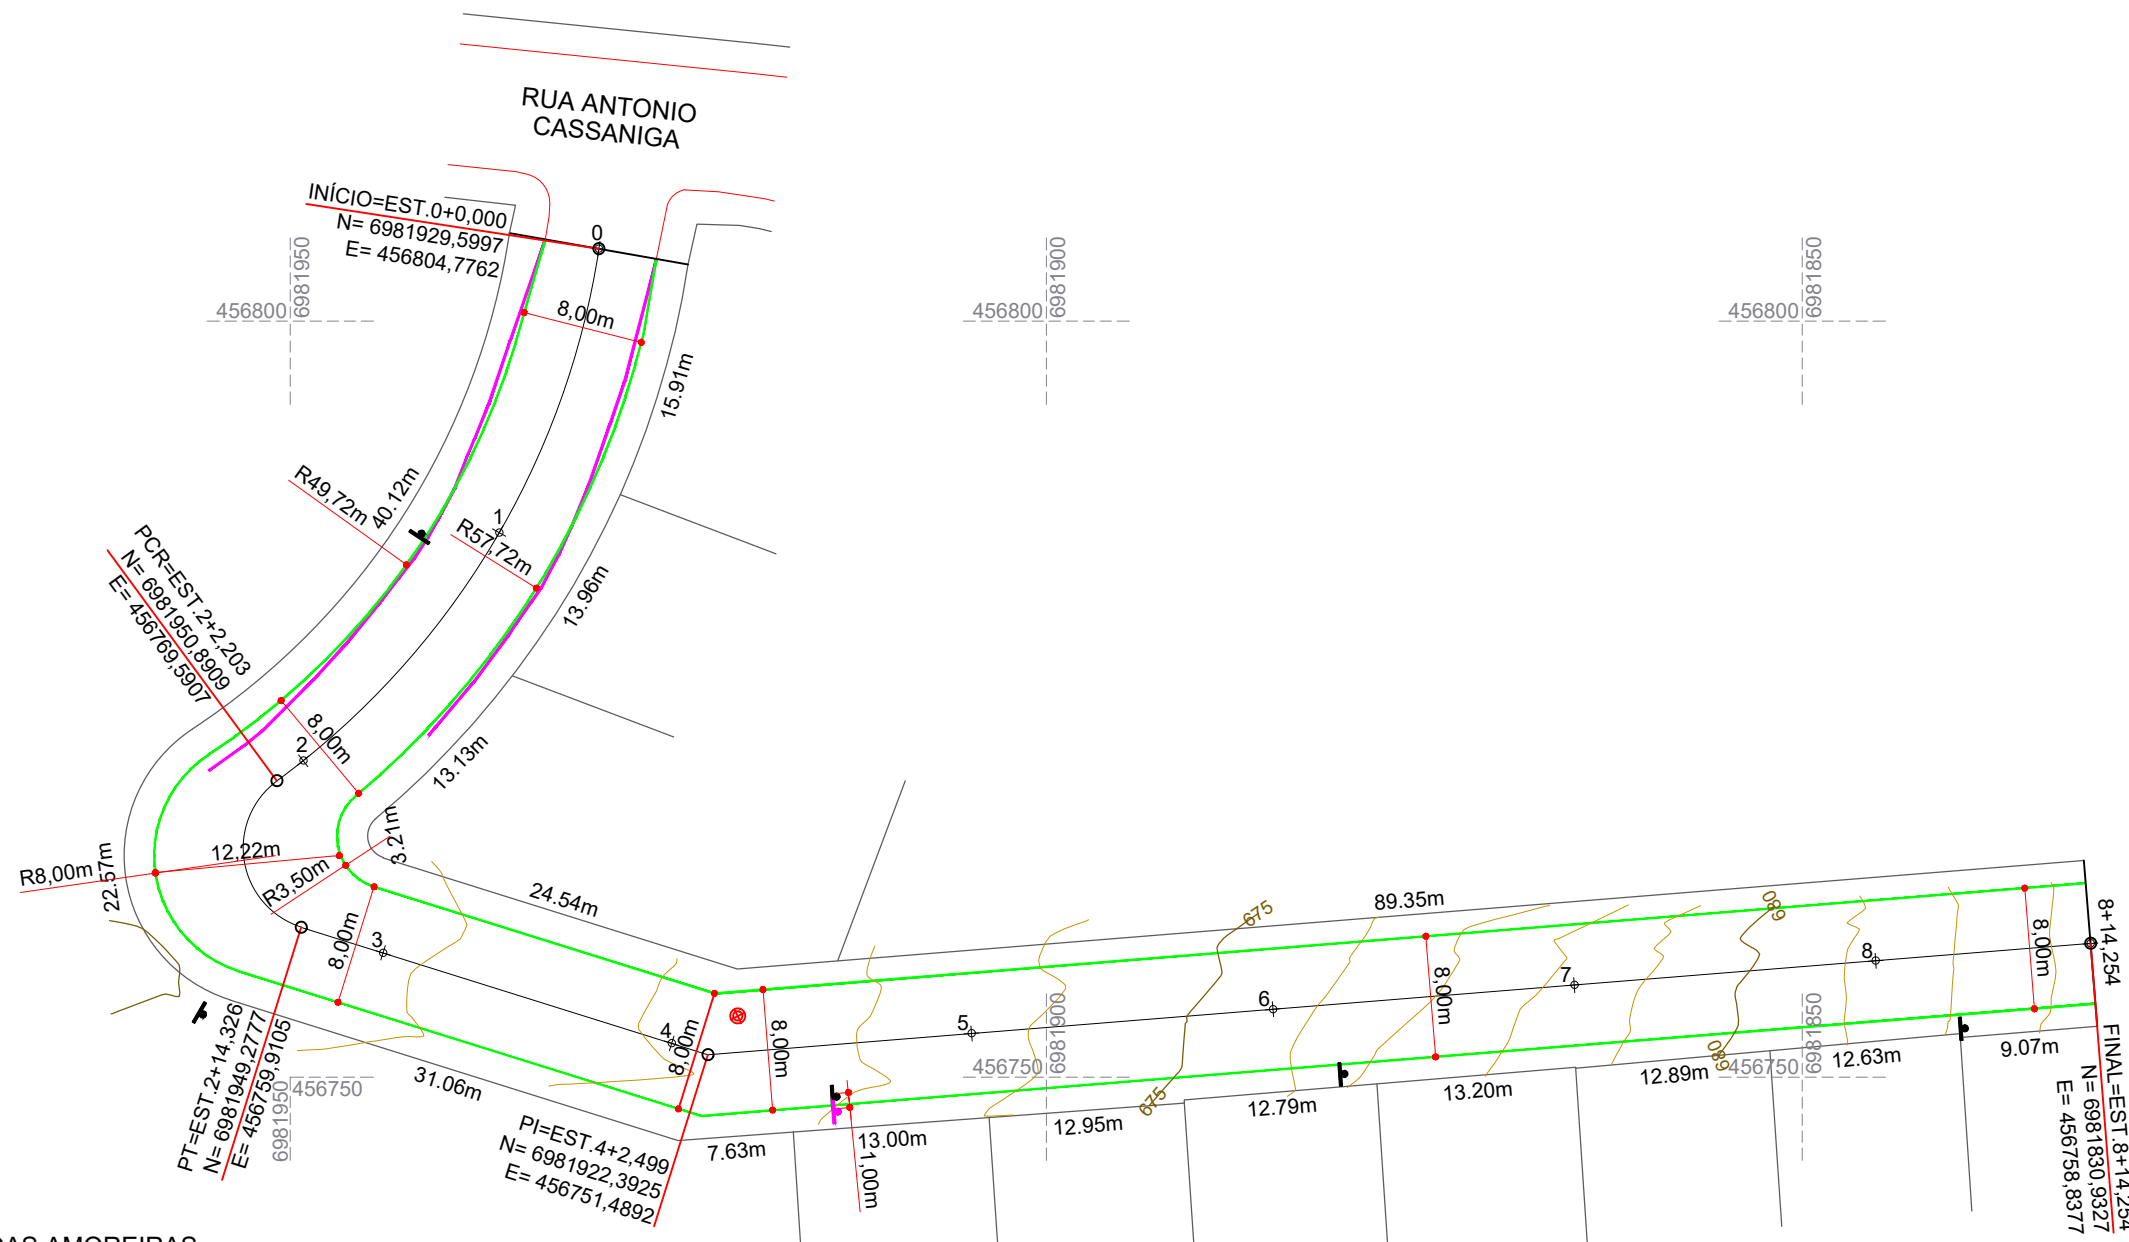 RUA ANTONIO
CASSANIGA
INÍCIO=EST.0+0,000
N= 6981929,5997
E= 456804,7762
0
456800
6981950
456800
6981900
456800
6981850
8,00m
15.91m
R49,72m
40.12m
1
R57,72m
13.96m
PCR=EST.2+2,203
N= 6981950,8909
E= 456769,5907
8,00m
2
13.13m
3.21m
12,22m
R8,00m
22.57m
R3,50m
24.54m
8,00m
3
89.35m
675
680
8+14,254
8,00m
8
7
6
5
4
8,00m
8,00m
8,00m
456750
6981900
456750
6981850
456750
6981950
PT=EST.2+14,326
N= 6981949,2777
E= 456759,9105
31.06m
PI=EST.4+2,499
N= 6981922,3925
E= 456751,4892
7.63m
13.00m
1,00m
12.95m
675
12.79m
13.20m
12.89m
680
12.63m
9.07m
FINAL=EST.8+14,254
N= 6981830,9327
E= 456758,8377